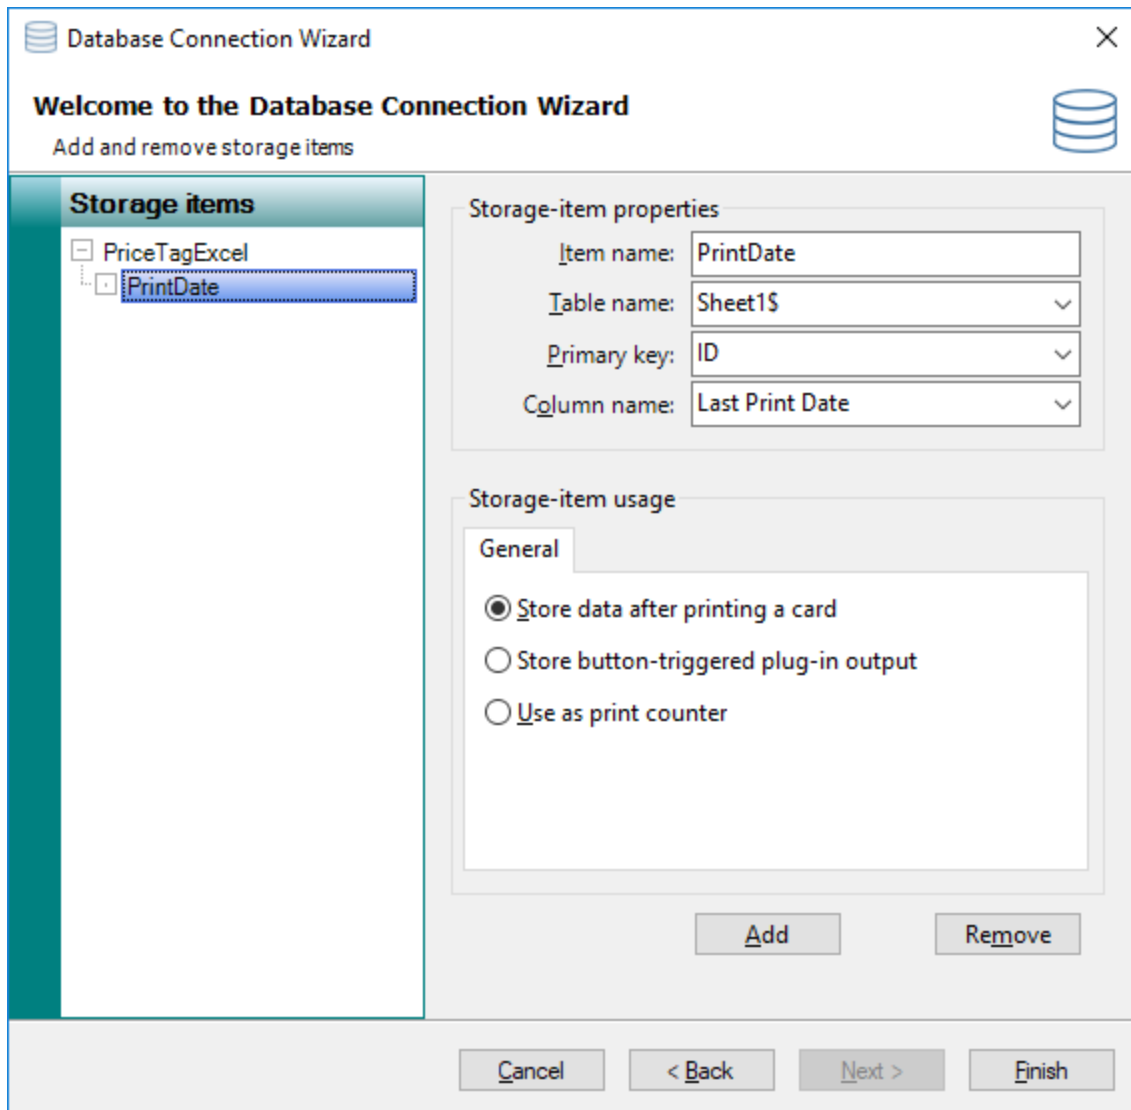 Database Connection Wizard
Welcome to the Database Connection Wizard
Add and remove storage items
Storage items
PriceTagExcel
PrintDate
Storage-item properties
Item name: PrintDate
Table name: Sheet1$
Primary key: ID
Column name: Last Print Date
Storage-item usage
General
Store data after printing a card
Store button-triggered plug-in output
Use as print counter
Add Remove
Cancel < Back Next > Finish